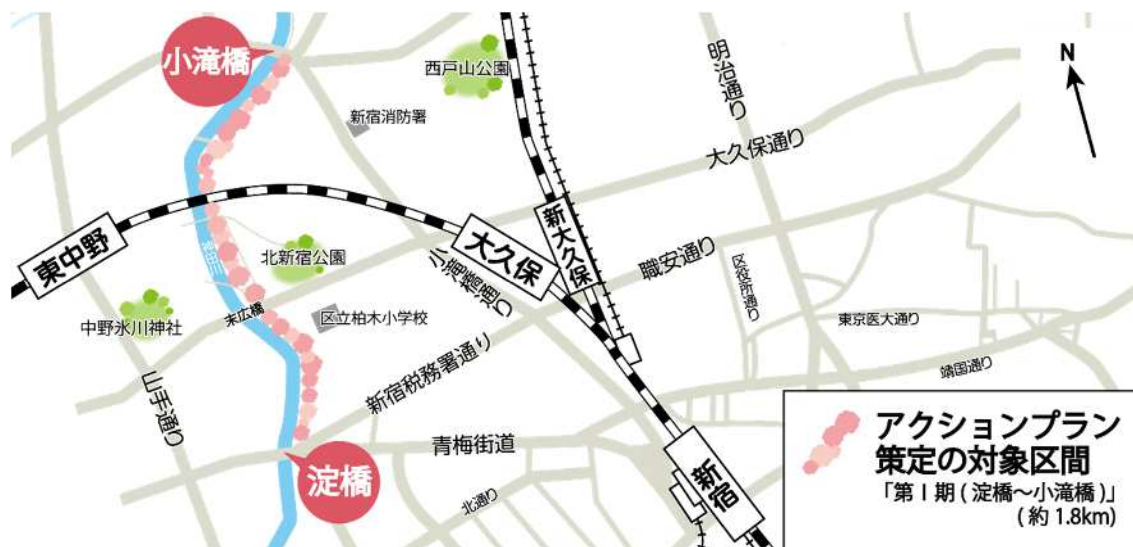 小滝橋
西戸山公園
明治通り
N
新宿消防署
大久保通り
東中野
大久保
新大久保
職安通り
神田川
北新宿公園
小滝橋通り
区役所通り
中野氷川神社
末広橋
区立柏木小学校
東京医大通り
山手通り
新宿税務署通り
靖国通り
青梅街道
淀橋
北通り
新宿
アクションプラン
策定の対象区間
「第Ⅰ期(淀橋~小滝橋)」
(約1.8km)